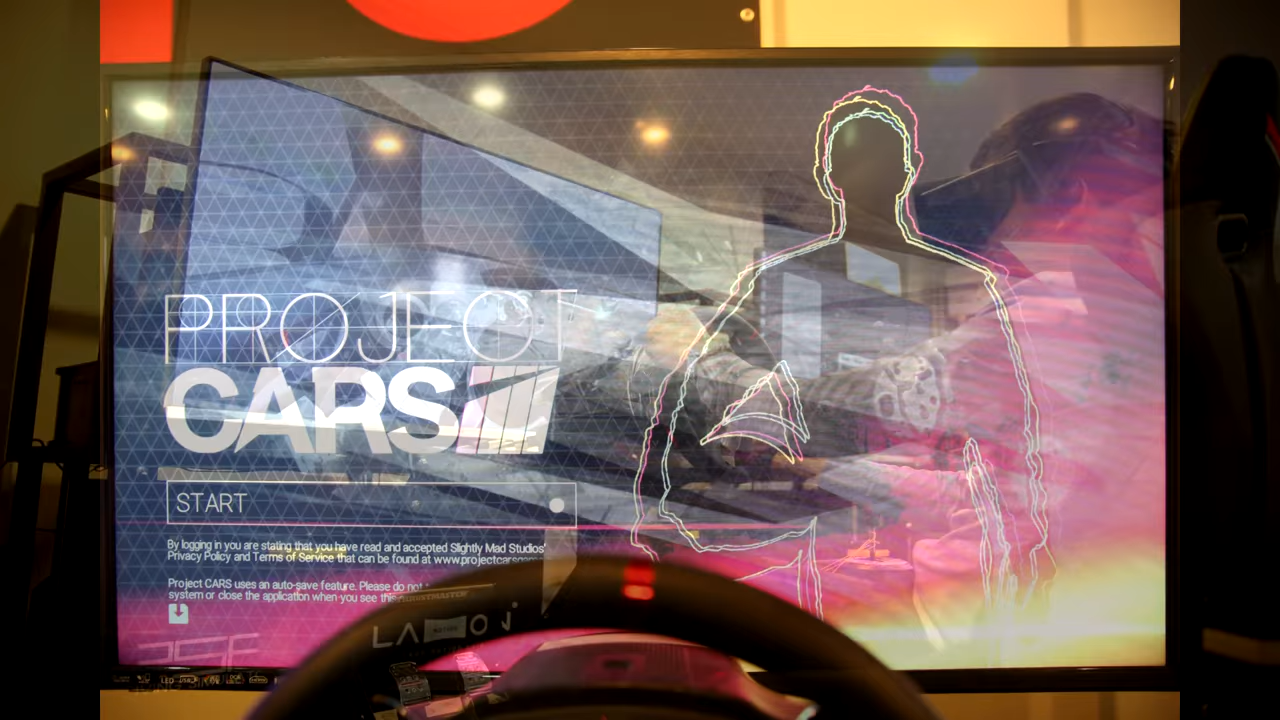 PROJECT
CARS
START
By logging in you are stating that you have read and accepted Slightly Mad Studios'
Privacy Policy and Terms of Service that can be found at
Project CARS uses an auto-save feature. Please do not
system or close the application when you see this